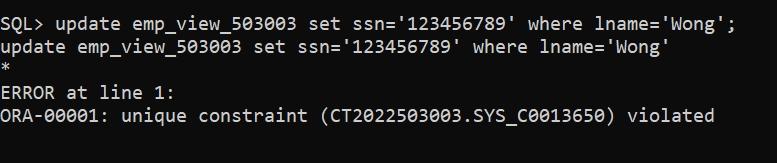 SQL> update emp_view_503003 set ssn='123456789' where lname='Wong';
update emp_view_503003 set ssn='123456789' where lname='Wong'
*
ERROR at line 1:
ORA-00001: unique constraint (CT2022503003.SYS_C0013650) violated